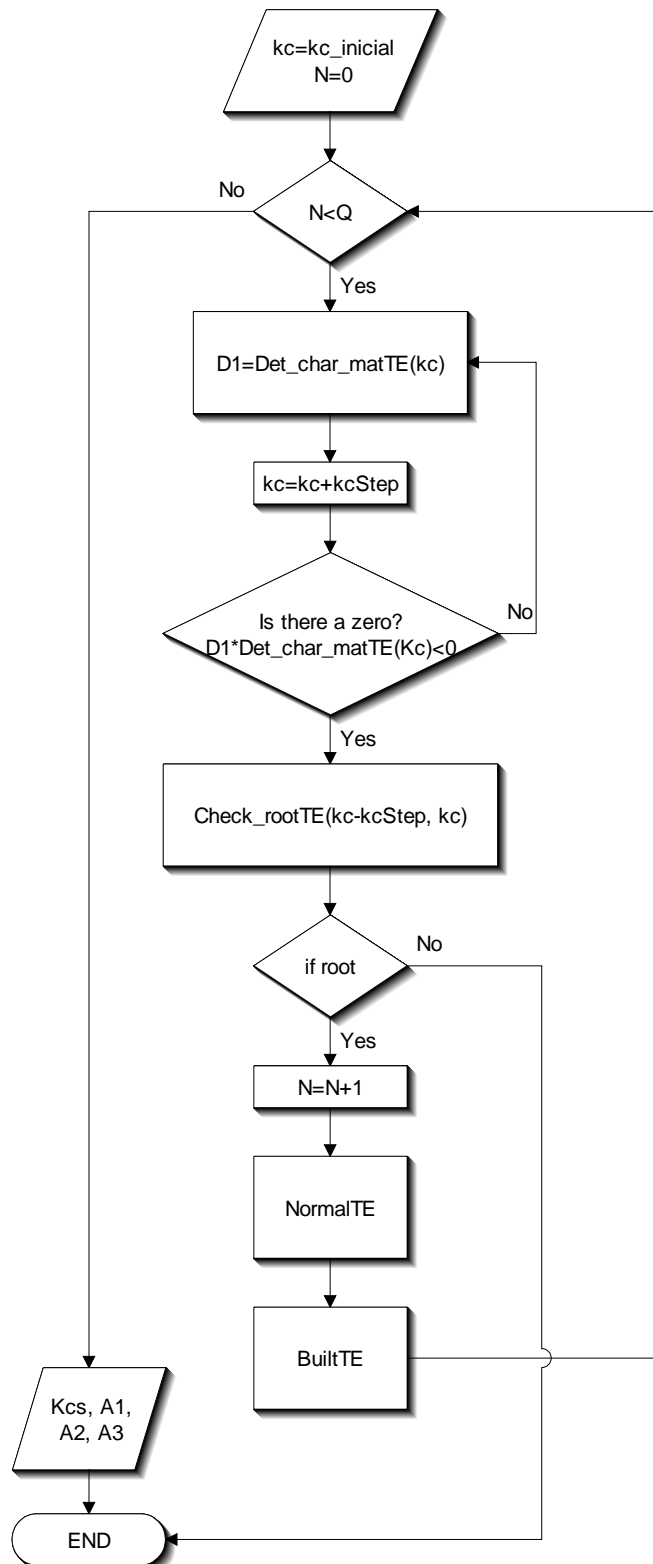 kc=kc_inicial
N=0
No
N<Q
Yes
D1=Det_char_matTE(kc)
kc=kc+kcStep
Is there a zero?
D1*Det_char_matTE(Kc)<0
No
Yes
Check_rootTE(kc-kcStep, kc)
if root
No
Yes
N=N+1
NormalTE
BuiltTE
Kcs, A1,
A2, A3
END